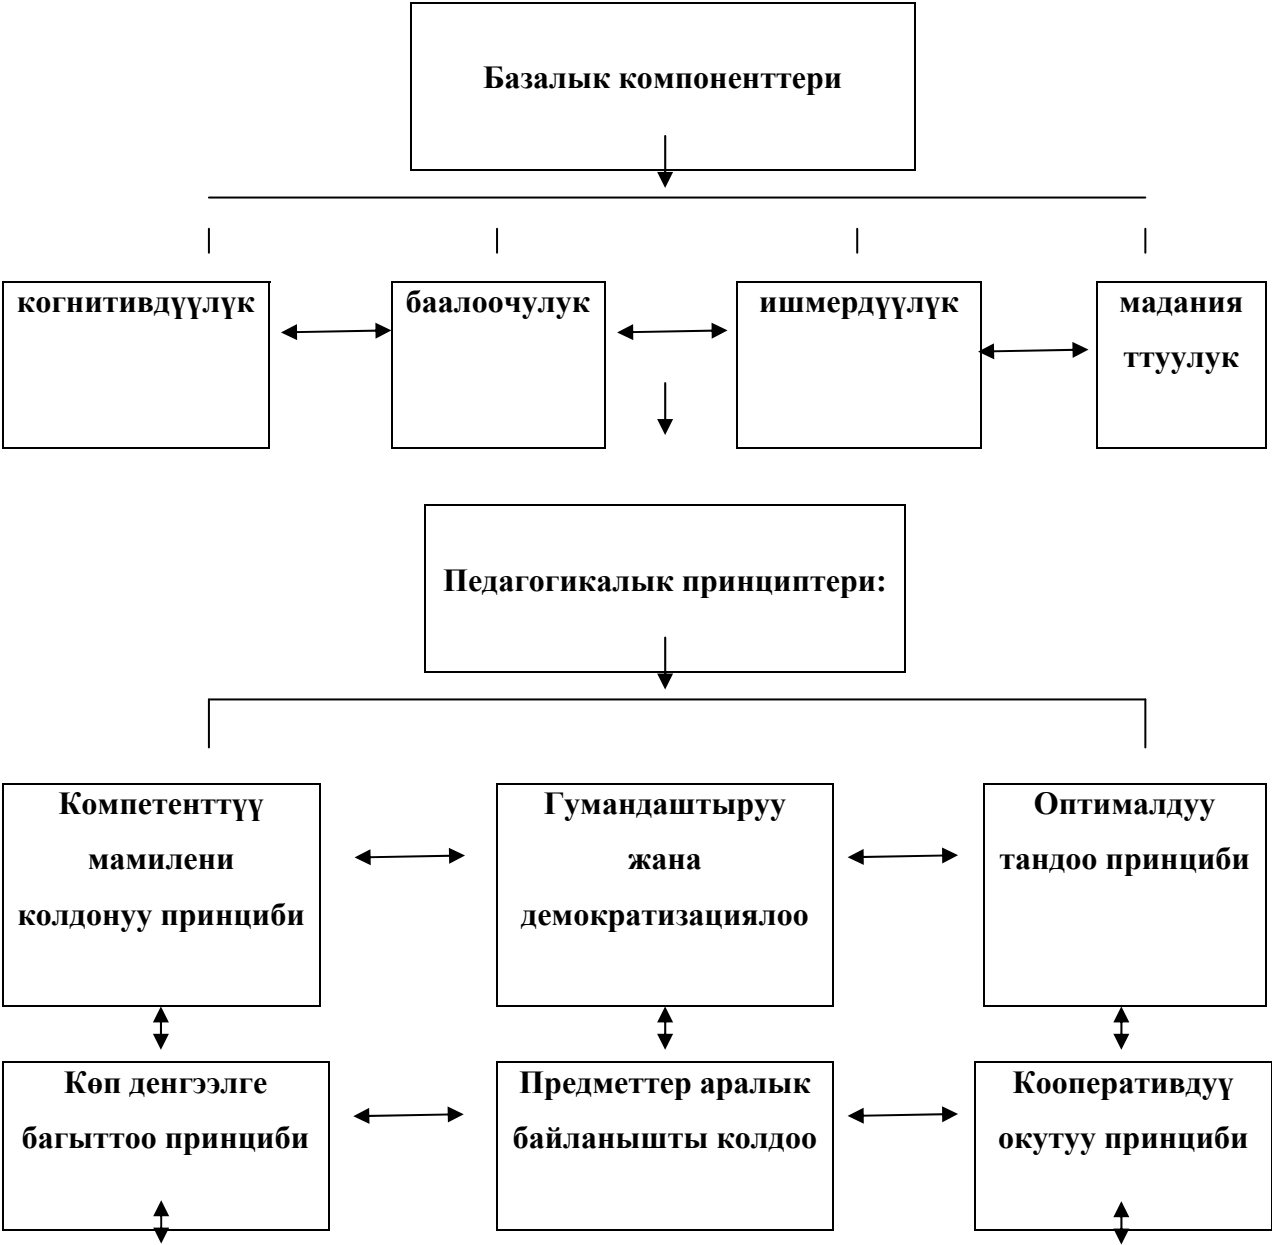 Базалык компоненттери
когнитивдүүлүк
баалоочулук
ишмердүүлүк
мадания
ттуулук
Педагогикалык принциптери:
Компетенттүү
мамилени
колдонуу принциби
Гумандаштыруу
жана
демократизациялоо
Оптималдуу
тандоо принциби
Көп денгээлге
багыттоо принциби
Предметтер аралык
байланышты колдоо
Кооперативдүү
окутуу принциби